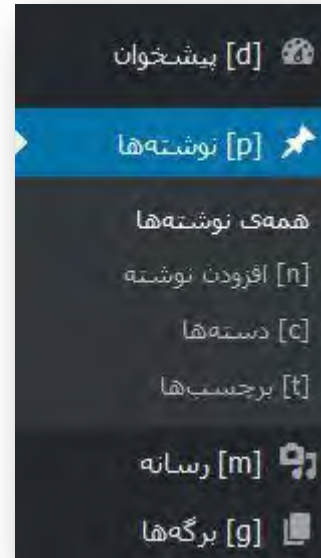 [d] پیشخوان
[p] نوشته‌ها
همه‌ی نوشته‌ها
[n] افزودن نوشته
[c] دسته‌ها
[t] برچسب‌ها
[m] رسانه
[g] برگه‌ها